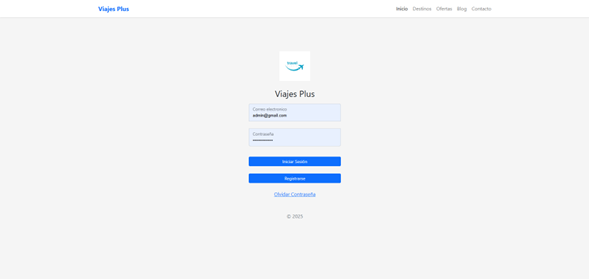 Viajes Plus
Inicio Destinos Ofertas Blog Contacto
travel
Viajes Plus
Correo electronico
admin@gmail.com
Contraseña
Iniciar Sesión
Registrarse
Olvidar Contraseña
© 2025